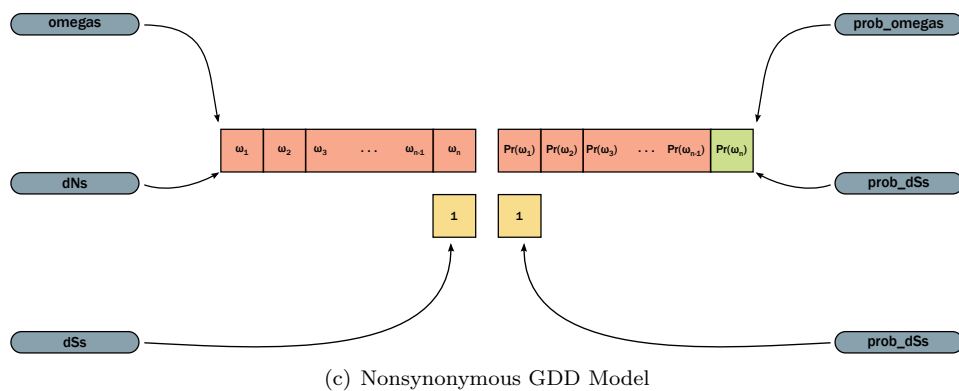 omegas
prob_omegas
ω₁ ω₂ ω₃ ... ωₙ₋₁ ωₙ
Pr(ω₁) Pr(ω₂) Pr(ω₃) ... Pr(ωₙ₋₁) Pr(ωₙ)
dNs
prob_dSs
1
1
dSs
prob_dSs
(c) Nonsynonymous GDD Model